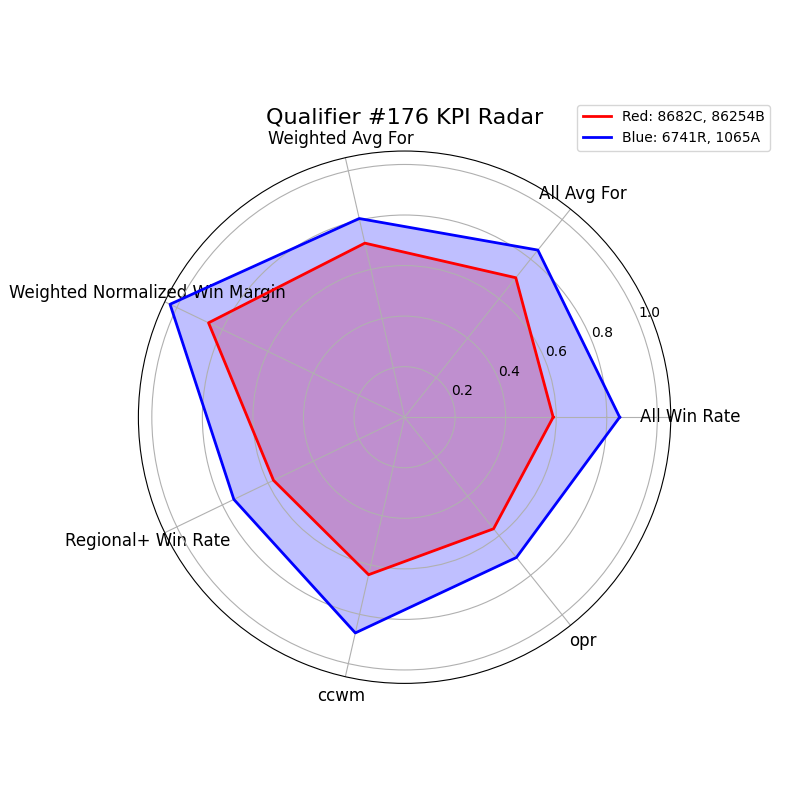 Qualifier #176 KPI Radar
Red: 8682C, 86254B
Blue: 6741R, 1065A
Weighted Avg For
All Avg For
Weighted Normalized Win Margin
1.0
0.8
0.6
0.4
0.2
All Win Rate
Regional+ Win Rate
opr
ccwm